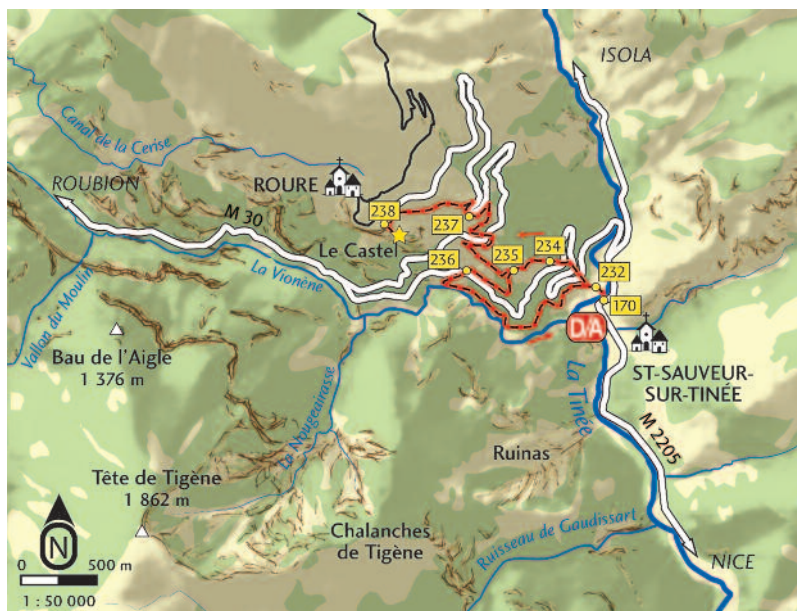 ISOLA
Canal de la Cerise
ROUBION
ROURE
M 30
238
237
Le Castel
236
235
234
232
170
La Vionène
Vallon du Moulin
D/A
Bau de l'Aigle
1 376 m
ST-SAUVEUR-
SUR-TINÉE
La Tinée
La Nougeairasse
M 2205
Ruinas
Tête de Tigène
1 862 m
Chalanches
de Tigène
Ruisseau de Gaudissart
NICE
N
0 500 m
1 : 50 000